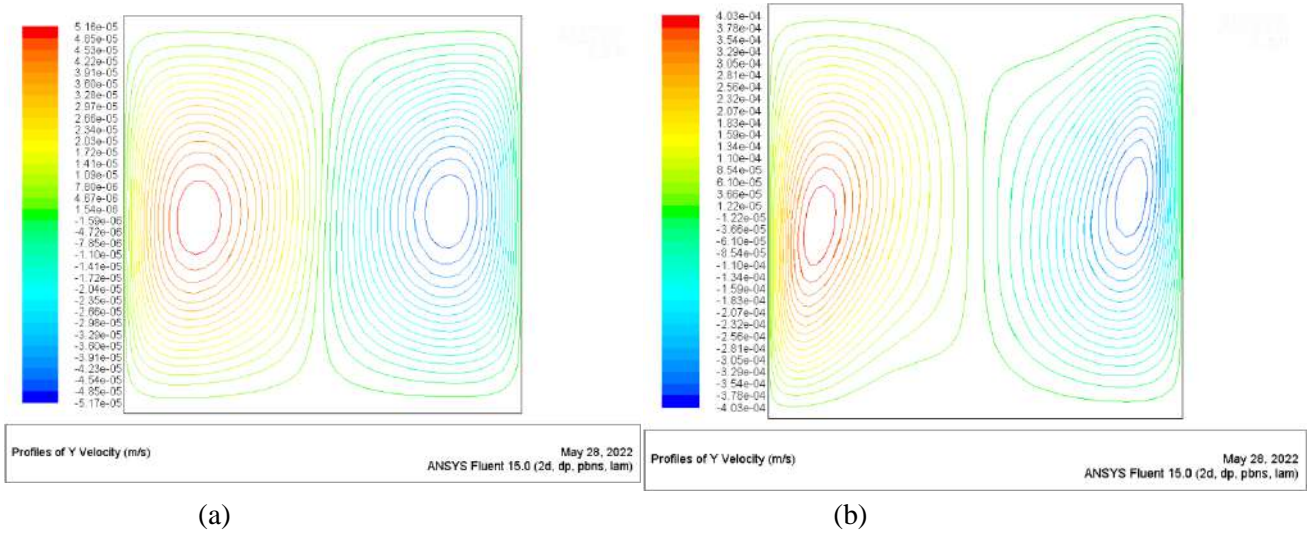 5.16e-05
4.85e-05
4.53e-05
4.22e-05
3.91e-05
3.60e-05
3.28e-05
2.97e-05
2.66e-05
2.34e-05
2.03e-05
1.72e-05
1.41e-05
1.09e-05
7.80e-06
4.67e-06
1.54e-06
-1.59e-06
-4.72e-06
-7.85e-06
-1.10e-05
-1.41e-05
-1.72e-05
-2.04e-05
-2.35e-05
-2.66e-05
-2.98e-05
-3.29e-05
-3.60e-05
-3.91e-05
-4.23e-05
-4.54e-05
-4.85e-05
-5.17e-05
Profiles of Y Velocity (m/s)
May 28, 2022
ANSYS Fluent 15.0 (2d, dp, pbns, lam)
(a)
4.03e-04
3.78e-04
3.54e-04
3.29e-04
3.05e-04
2.81e-04
2.56e-04
2.32e-04
2.07e-04
1.83e-04
1.59e-04
1.34e-04
1.10e-04
8.54e-05
6.10e-05
3.66e-05
1.22e-05
-1.22e-05
-3.66e-05
-6.10e-05
-8.54e-05
-1.10e-04
-1.34e-04
-1.59e-04
-1.83e-04
-2.07e-04
-2.32e-04
-2.56e-04
-2.81e-04
-3.05e-04
-3.29e-04
-3.54e-04
-3.78e-04
-4.03e-04
Profiles of Y Velocity (m/s)
May 28, 2022
ANSYS Fluent 15.0 (2d, dp, pbns, lam)
(b)